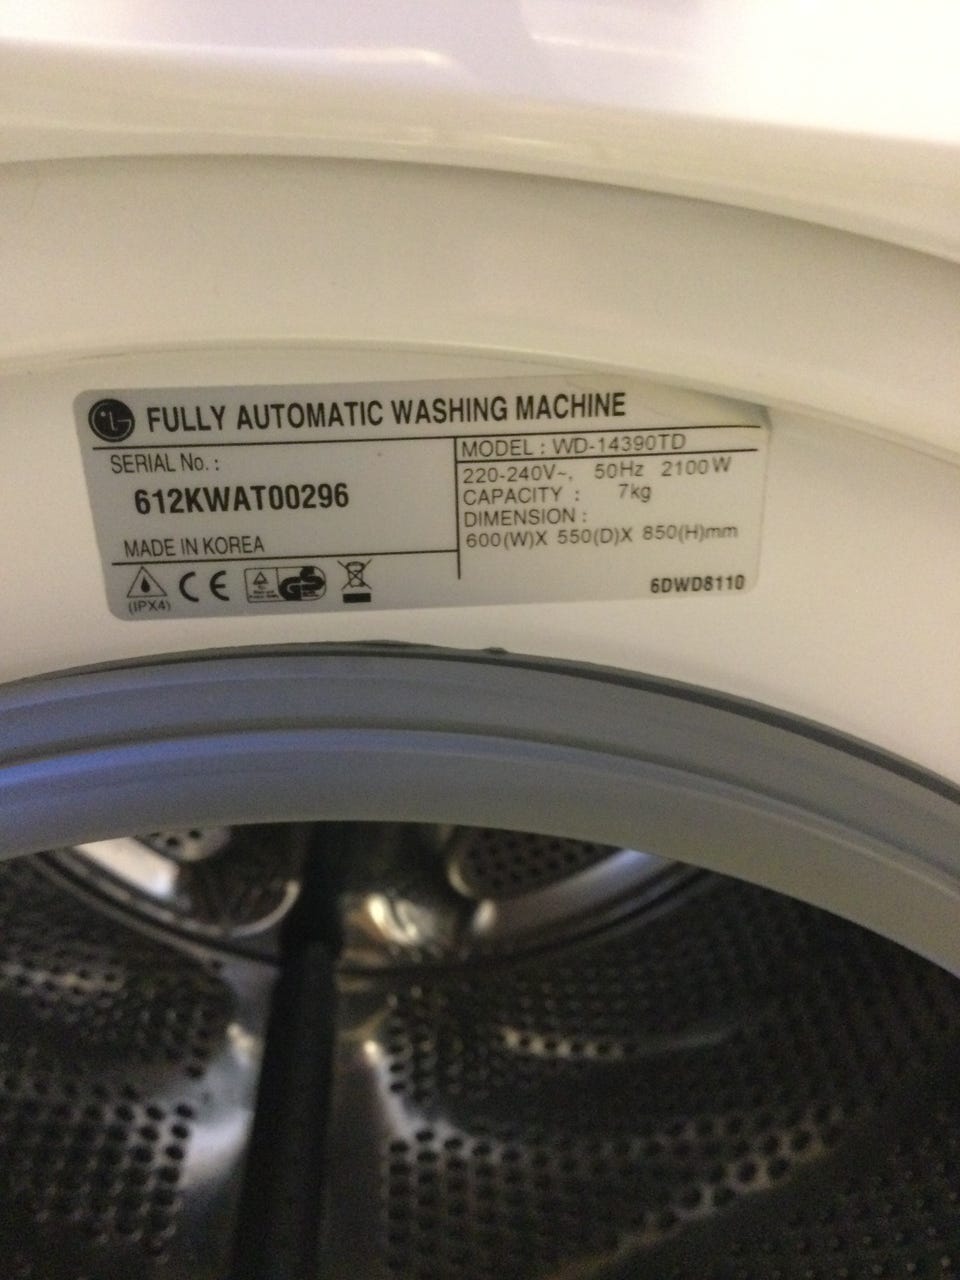 LG FULLY AUTOMATIC WASHING MACHINE
SERIAL No. :
612KWAT00296
MADE IN KOREA
(IPX4) CE GS
MODEL : WD-14390TD
220-240V~, 50Hz 2100W
CAPACITY : 7kg
DIMENSION :
600(W)X 550(D)X 850(H)mm
6DWD8110